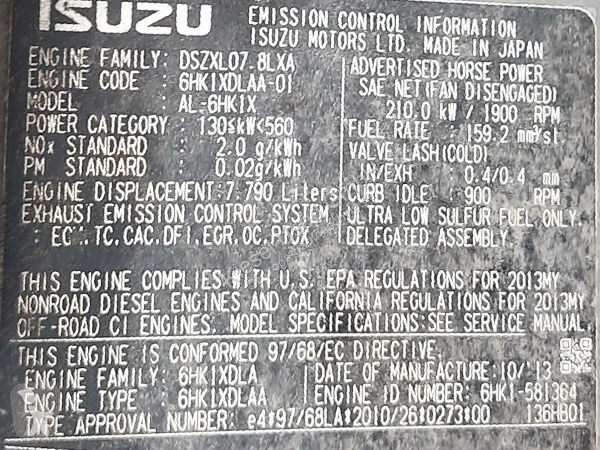 ISUZU
EMISSION CONTROL INFORMATION
ISUZU MOTORS LTD. MADE IN JAPAN
ENGINE FAMILY: DSZXL07.8LXA
ENGINE CODE : 6HK1XDLAA-01
MODEL : AL-6HK1X
POWER CATEGORY : 130≤kW<560
NOx STANDARD : 2.0 g/kWh
PM STANDARD : 0.02g/kWh
ENGINE DISPLACEMENT:7.790 Liters
EXHAUST EMISSION CONTROL SYSTEM
: TC,CAC,DFI,EGR,OC,PTOX
ADVERTISED HORSE POWER
SAE NET(FAN DISENGAGED)
210.0 kW / 1900 RPM
FUEL RATE : 159.2 mm³/st.
VALVE LASH(COLD)
IN/EXH : 0.4/0.4 mm
CURB IDLE : 900 RPM
ULTRA LOW SULFUR FUEL ONLY.
DELEGATED ASSEMBLY.
THIS ENGINE COMPLIES WITH U.S. EPA REGULATIONS FOR 2013MY
NONROAD DIESEL ENGINES AND CALIFORNIA REGULATIONS FOR 2013MY
OFF-ROAD CI ENGINES. MODEL SPECIFICATIONS:SEE SERVICE MANUAL
THIS ENGINE IS CONFORMED 97/68/EC DIRECTIVE.
ENGINE FAMILY : 6HK1XDLA
DATE OF MANUFACTURE:10/'13
ENGINE TYPE : 6HK1XDLAA
ENGINE ID NUMBER: 6HK1-581364
TYPE APPROVAL NUMBER: e4*97/68LA*2010/26*0273*00 136HB01